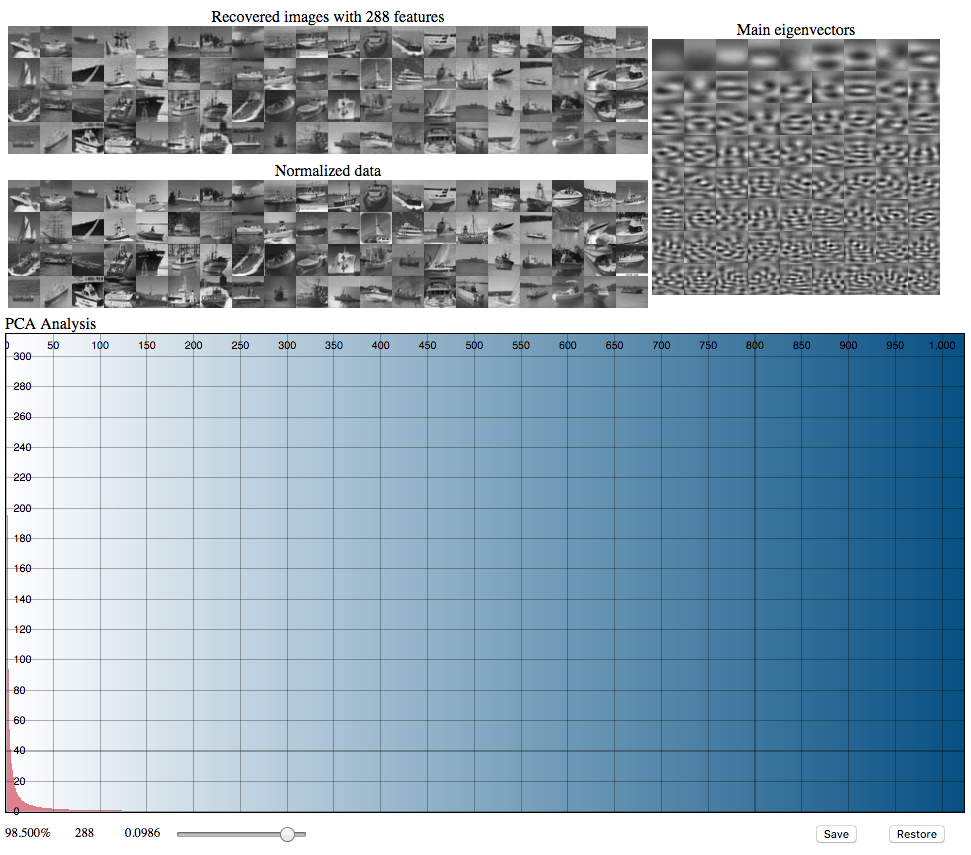 Recovered images with 288 features
Main eigenvectors
Normalized data
PCA Analysis
0 50 100 150 200 250 300 350 400 450 500 550 600 650 700 750 800 850 900 950 1,000
300
280
260
240
220
200
180
160
140
120
100
80
60
40
20
0
98.500% 288 0.0986 Save Restore